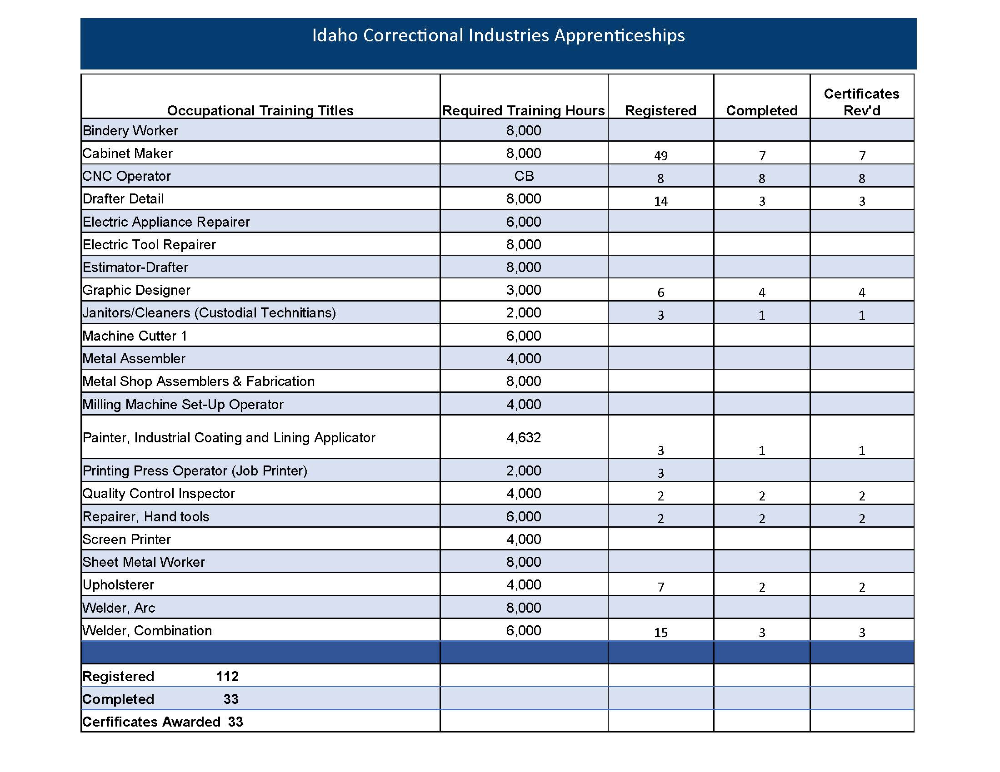 Idaho Correctional Industries Apprenticeships
Occupational Training Titles Required Training Hours Registered Completed Certificates Rev'd
Bindery Worker 8,000
Cabinet Maker 8,000 49 7 7
CNC Operator CB 8 8 8
Drafter Detail 8,000 14 3 3
Electric Appliance Repairer 6,000
Electric Tool Repairer 8,000
Estimator-Drafter 8,000
Graphic Designer 3,000 6 4 4
Janitors/Cleaners (Custodial Technitians) 2,000 3 1 1
Machine Cutter 1 6,000
Metal Assembler 4,000
Metal Shop Assemblers & Fabrication 8,000
Milling Machine Set-Up Operator 4,000
Painter, Industrial Coating and Lining Applicator 4,632 3 1 1
Printing Press Operator (Job Printer) 2,000 3
Quality Control Inspector 4,000 2 2 2
Repairer, Hand tools 6,000 2 2 2
Screen Printer 4,000
Sheet Metal Worker 8,000
Upholsterer 4,000 7 2 2
Welder, Arc 8,000
Welder, Combination 6,000 15 3 3
Registered 112
Completed 33
Cerfificates Awarded 33